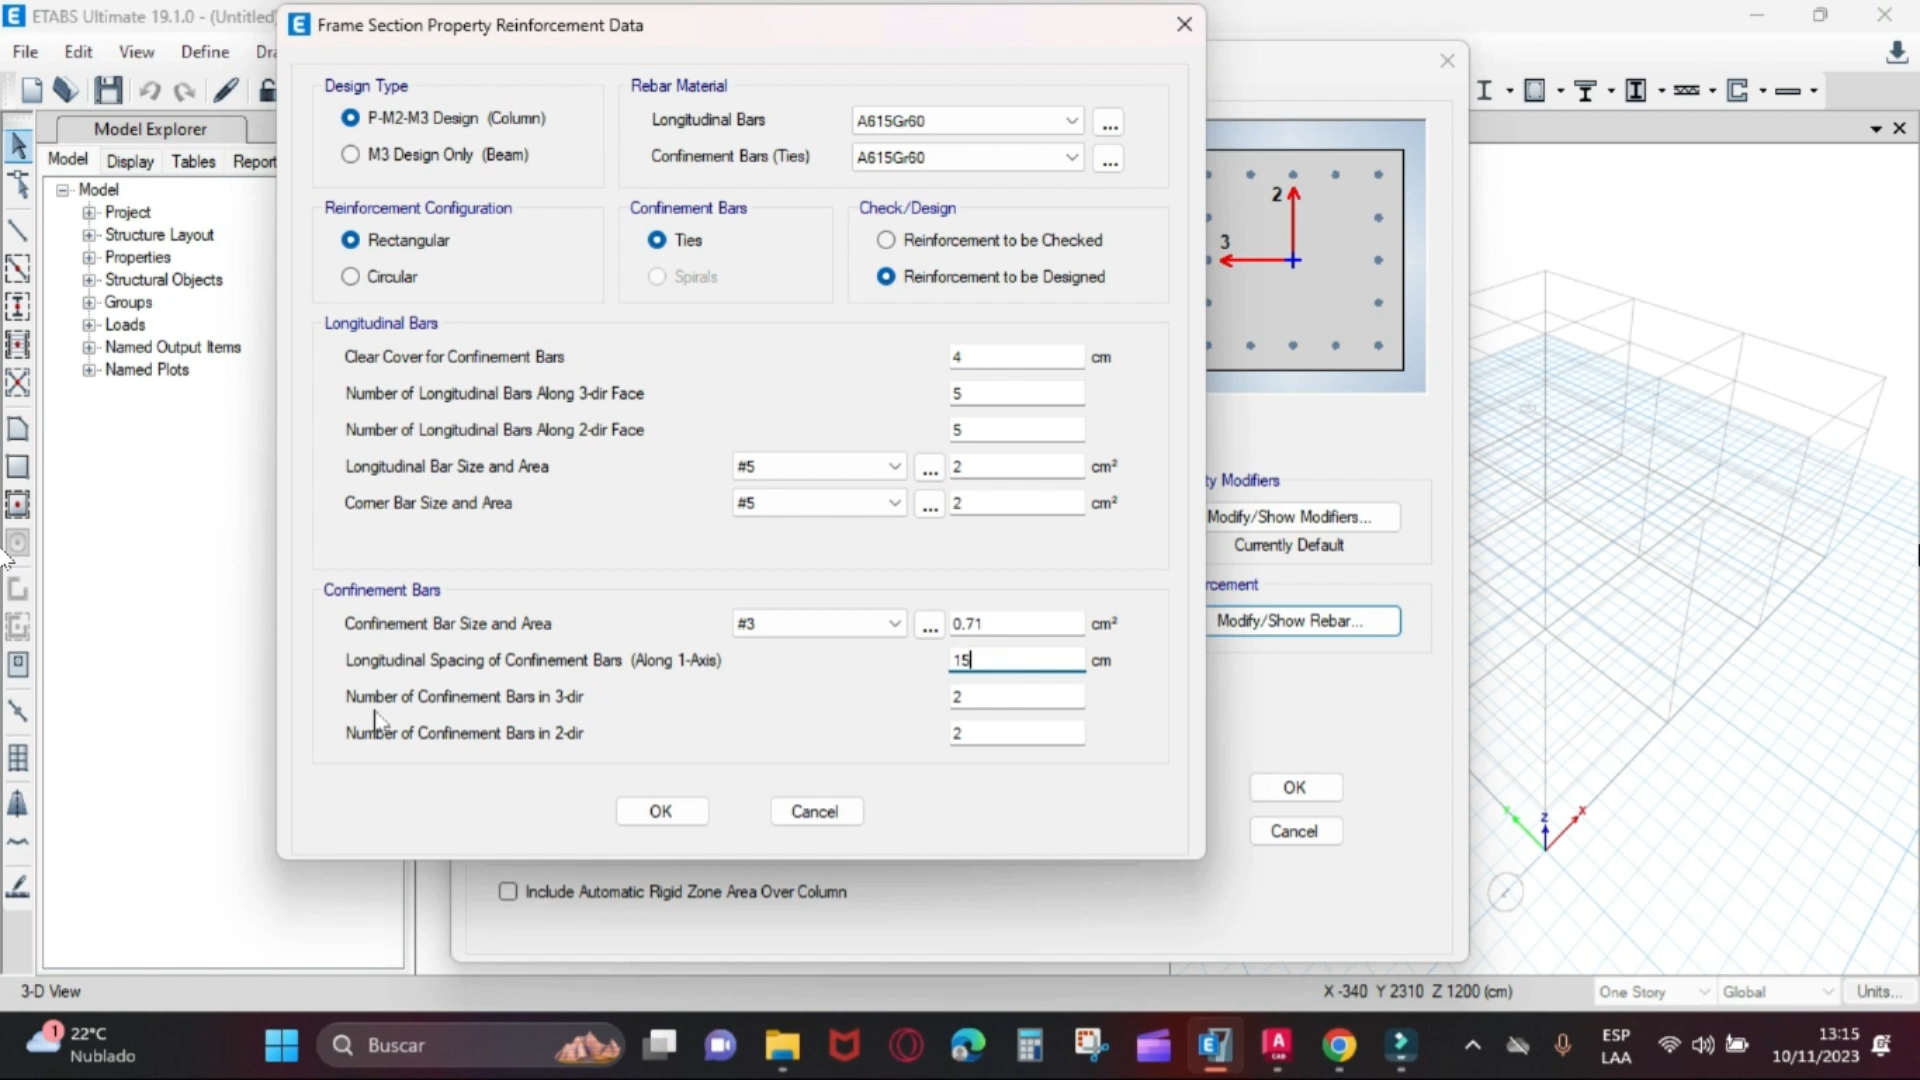 ETABS Ultimate 19.1.0 - (Untitled)
File Edit View Define
Model Explorer
Model Display Tables Report
Model
Project
Structure Layout
Properties
Structural Objects
Groups
Loads
Named Output Items
Named Plots
Frame Section Property Reinforcement Data
Design Type
P-M2-M3 Design (Column)
M3 Design Only (Beam)
Rebar Material
Longitudinal Bars A615Gr60 ...
Confinement Bars (Ties) A615Gr60 ...
Reinforcement Configuration
Rectangular
Circular
Confinement Bars
Ties
Spirals
Check/Design
Reinforcement to be Checked
Reinforcement to be Designed
Longitudinal Bars
Clear Cover for Confinement Bars 4 cm
Number of Longitudinal Bars Along 3-dir Face 5
Number of Longitudinal Bars Along 2-dir Face 5
Longitudinal Bar Size and Area #5 ... 2 cm²
Corner Bar Size and Area #5 ... 2 cm²
Confinement Bars
Confinement Bar Size and Area #3 ... 0.71 cm²
Longitudinal Spacing of Confinement Bars (Along 1-Axis) 15 cm
Number of Confinement Bars in 3-dir 2
Number of Confinement Bars in 2-dir 2
OK Cancel
2
3
ty Modifiers
Modify/Show Modifiers...
Currently Default
rcement
Modify/Show Rebar...
OK
Cancel
Include Automatic Rigid Zone Area Over Column
Z
X
3-D View X -340 Y 2310 Z 1200 (cm) One Story Global Units...
1 22°C
Nublado
Buscar
ESP
LAA
13:15
10/11/2023